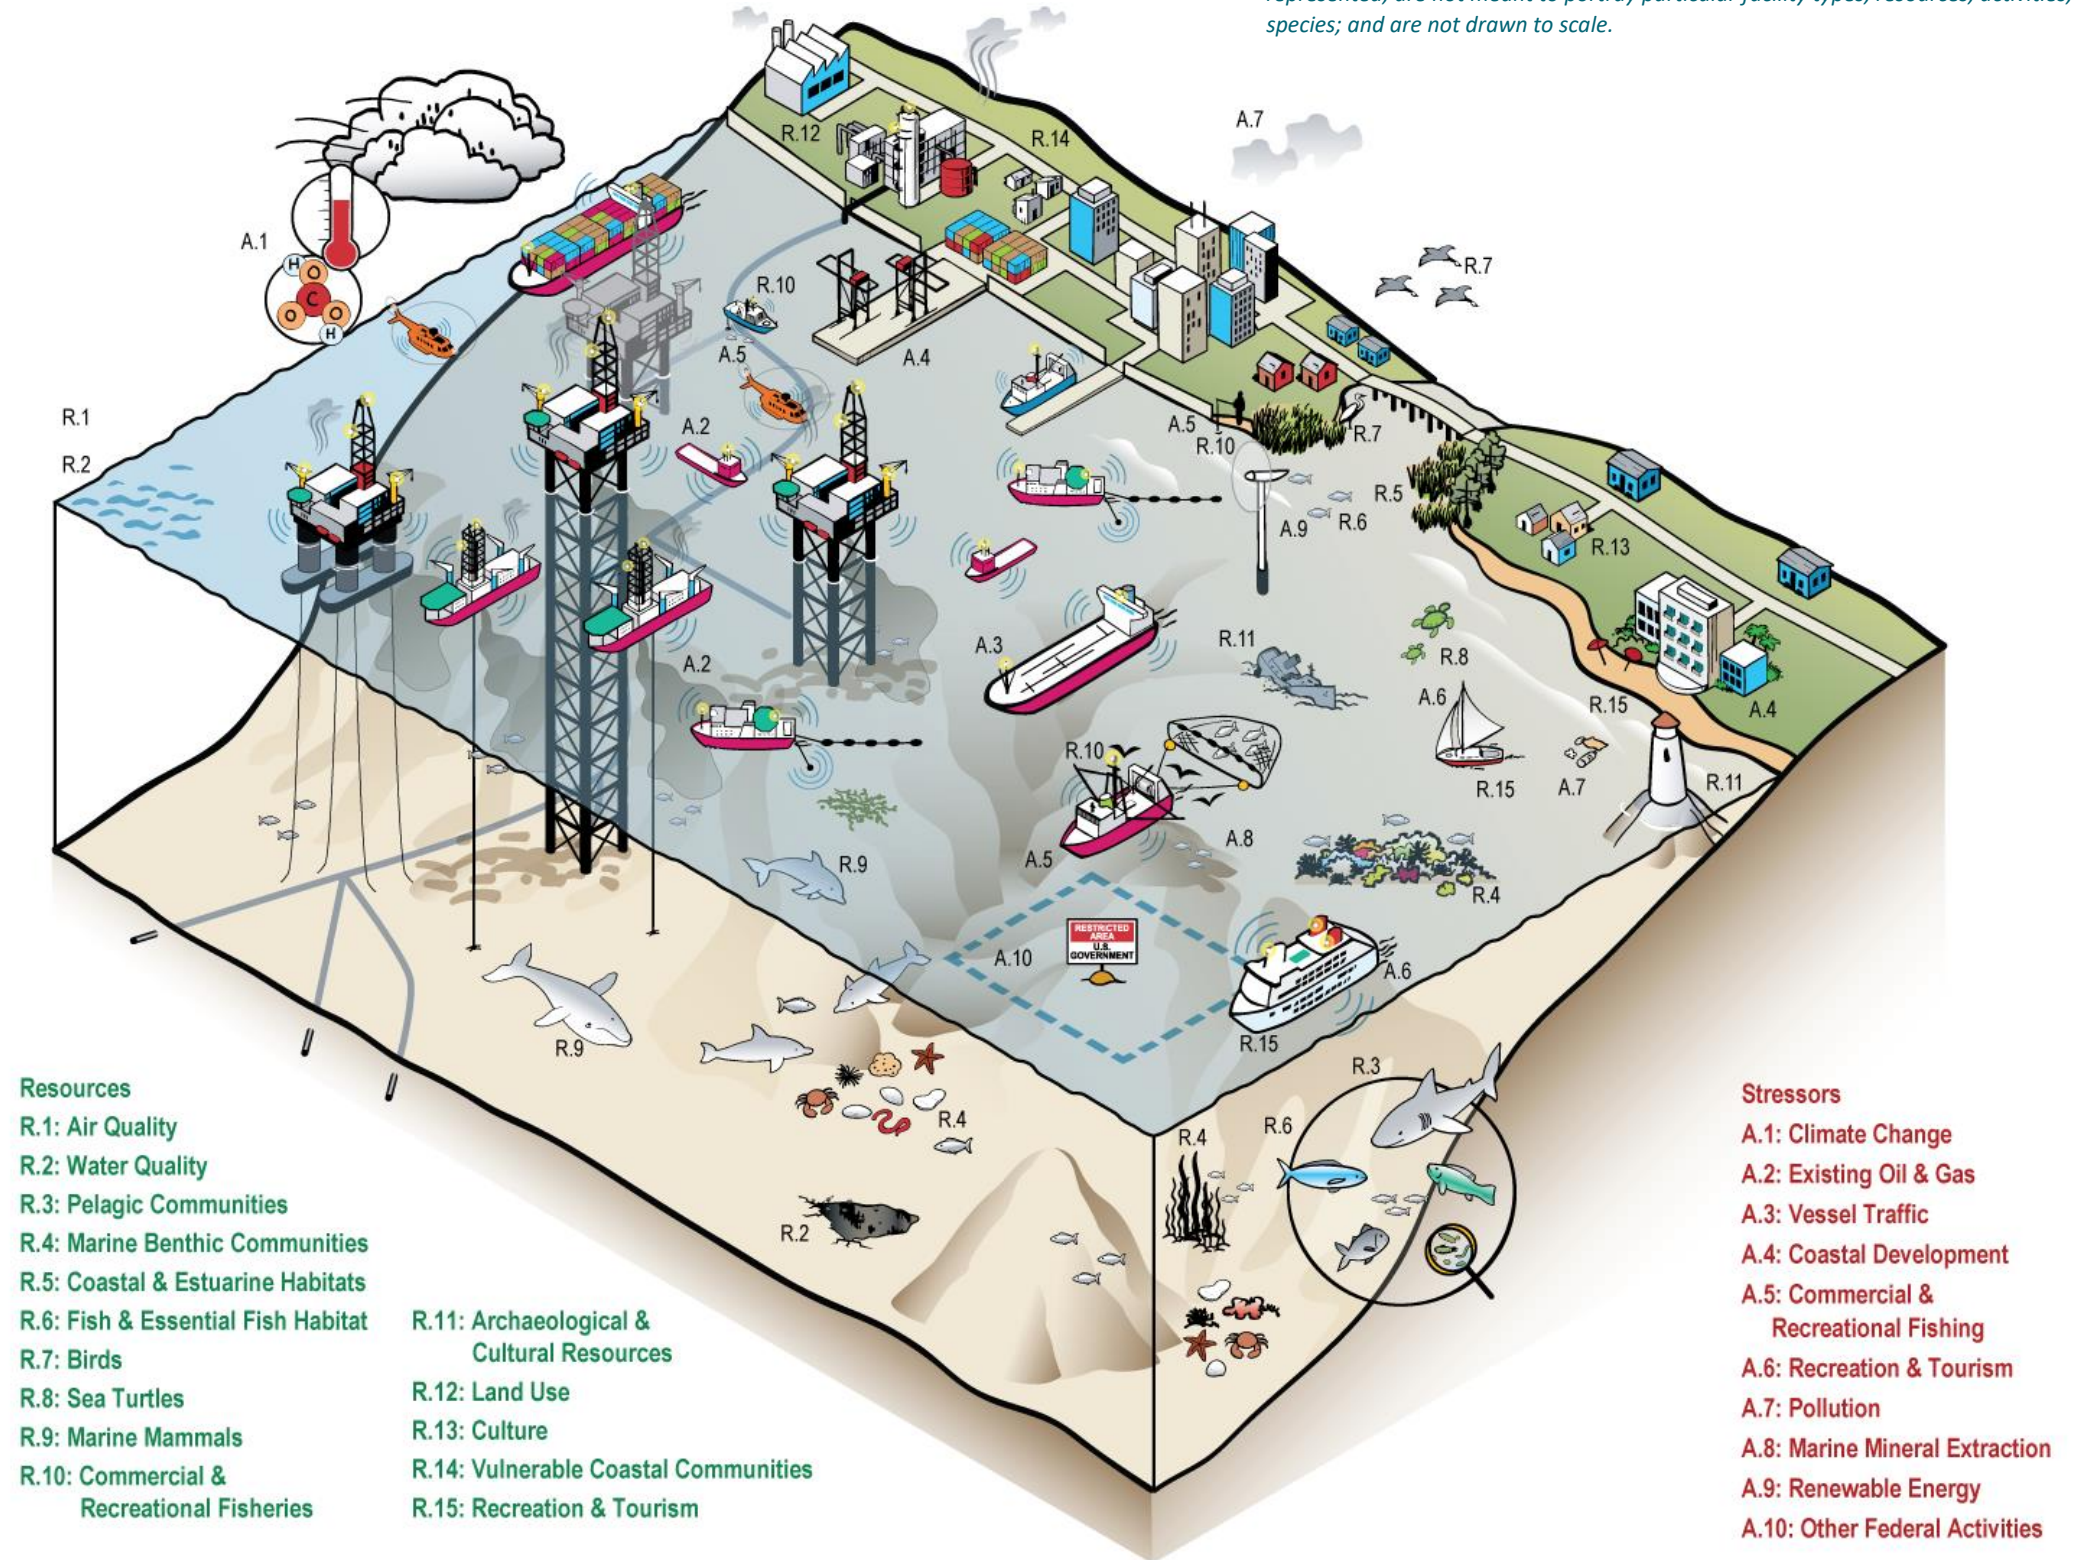 species; and are not drawn to scale.
R.12
R.14
A.7
A.1
H
O
C
O
O
H
R.7
R.10
A.5
A.4
R.1
R.2
A.2
A.5
R.10
R.7
R.5
A.9
R.6
R.13
A.3
R.11
R.8
A.2
A.6
R.15
A.4
R.10
R.15
A.7
R.11
A.8
A.5
R.9
R.4
RESTRICTED
AREA
U.S.
GOVERNMENT
A.10
A.6
R.9
R.15
R.3
R.4
R.6
R.4
R.2
Resources
R.1: Air Quality
R.2: Water Quality
R.3: Pelagic Communities
R.4: Marine Benthic Communities
R.5: Coastal & Estuarine Habitats
R.6: Fish & Essential Fish Habitat
R.7: Birds
R.8: Sea Turtles
R.9: Marine Mammals
R.10: Commercial &
Recreational Fisheries
R.11: Archaeological &
Cultural Resources
R.12: Land Use
R.13: Culture
R.14: Vulnerable Coastal Communities
R.15: Recreation & Tourism
Stressors
A.1: Climate Change
A.2: Existing Oil & Gas
A.3: Vessel Traffic
A.4: Coastal Development
A.5: Commercial &
Recreational Fishing
A.6: Recreation & Tourism
A.7: Pollution
A.8: Marine Mineral Extraction
A.9: Renewable Energy
A.10: Other Federal Activities